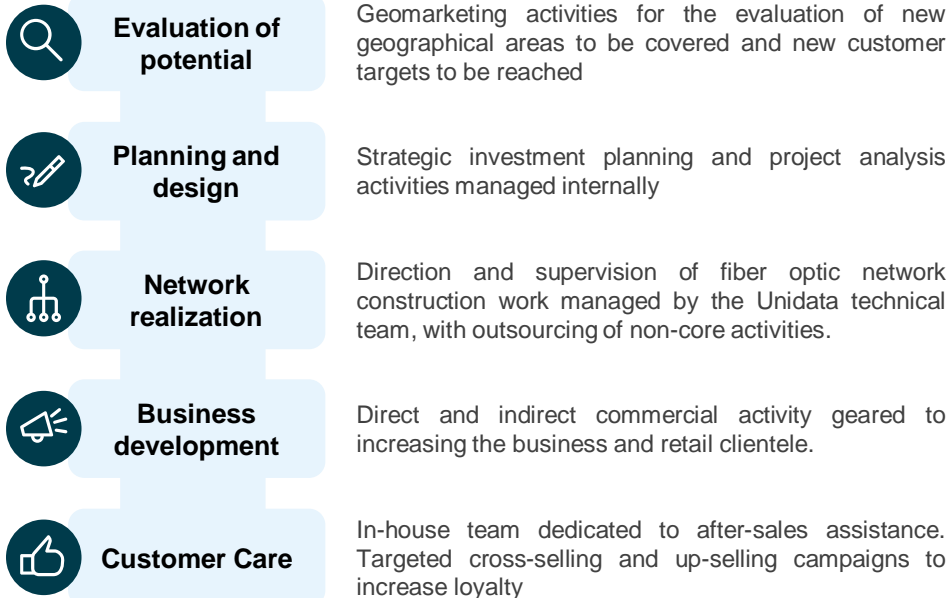 Evaluation of
potential
Geomarketing activities for the evaluation of new
geographical areas to be covered and new customer
targets to be reached
Planning and
design
Strategic investment planning and project analysis
activities managed internally
Network
realization
Direction and supervision of fiber optic network
construction work managed by the Unidata technical
team, with outsourcing of non-core activities.
Business
development
Direct and indirect commercial activity geared to
increasing the business and retail clientele.
Customer Care
In-house team dedicated to after-sales assistance.
Targeted cross-selling and up-selling campaigns to
increase loyalty